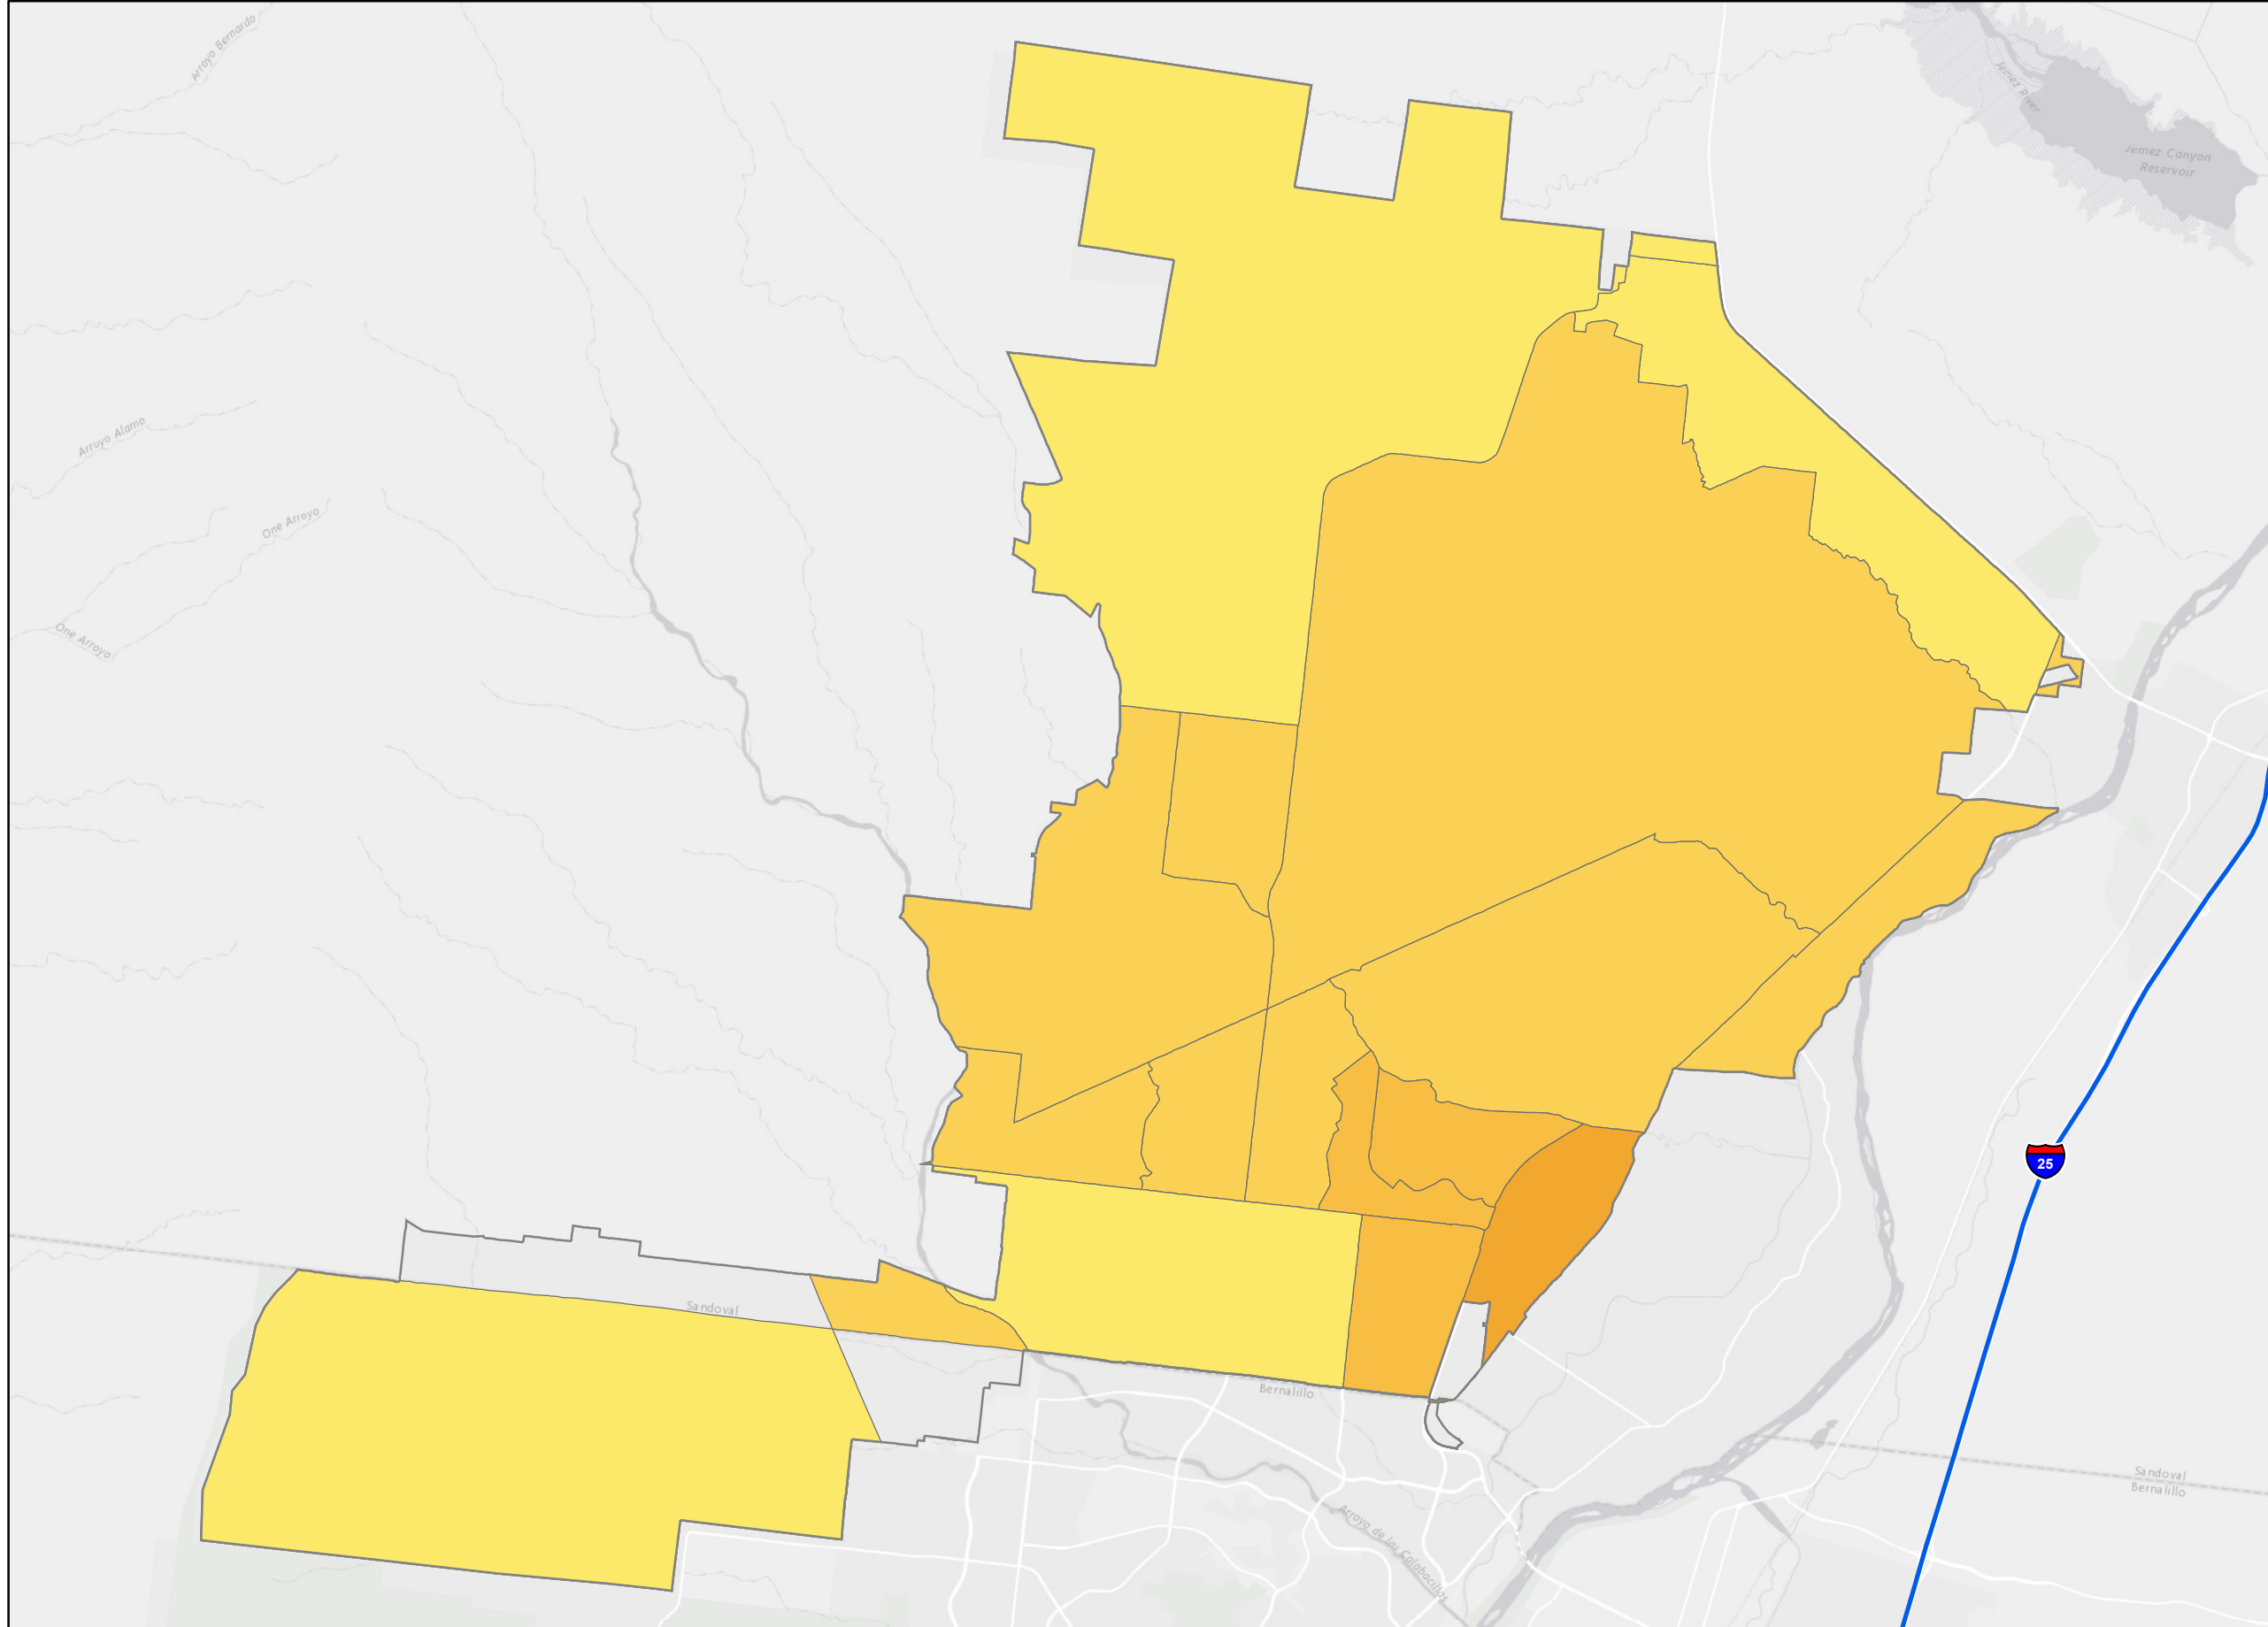 Arroyo Bernardo
Jemez River
Jemez Canyon
Reservoir
Arroyo Alamo
One Arroyo
One Arroyo
25
Sandoval
Bernalillo
Sandoval
Bernalillo
Arroyo de las Calabacillas